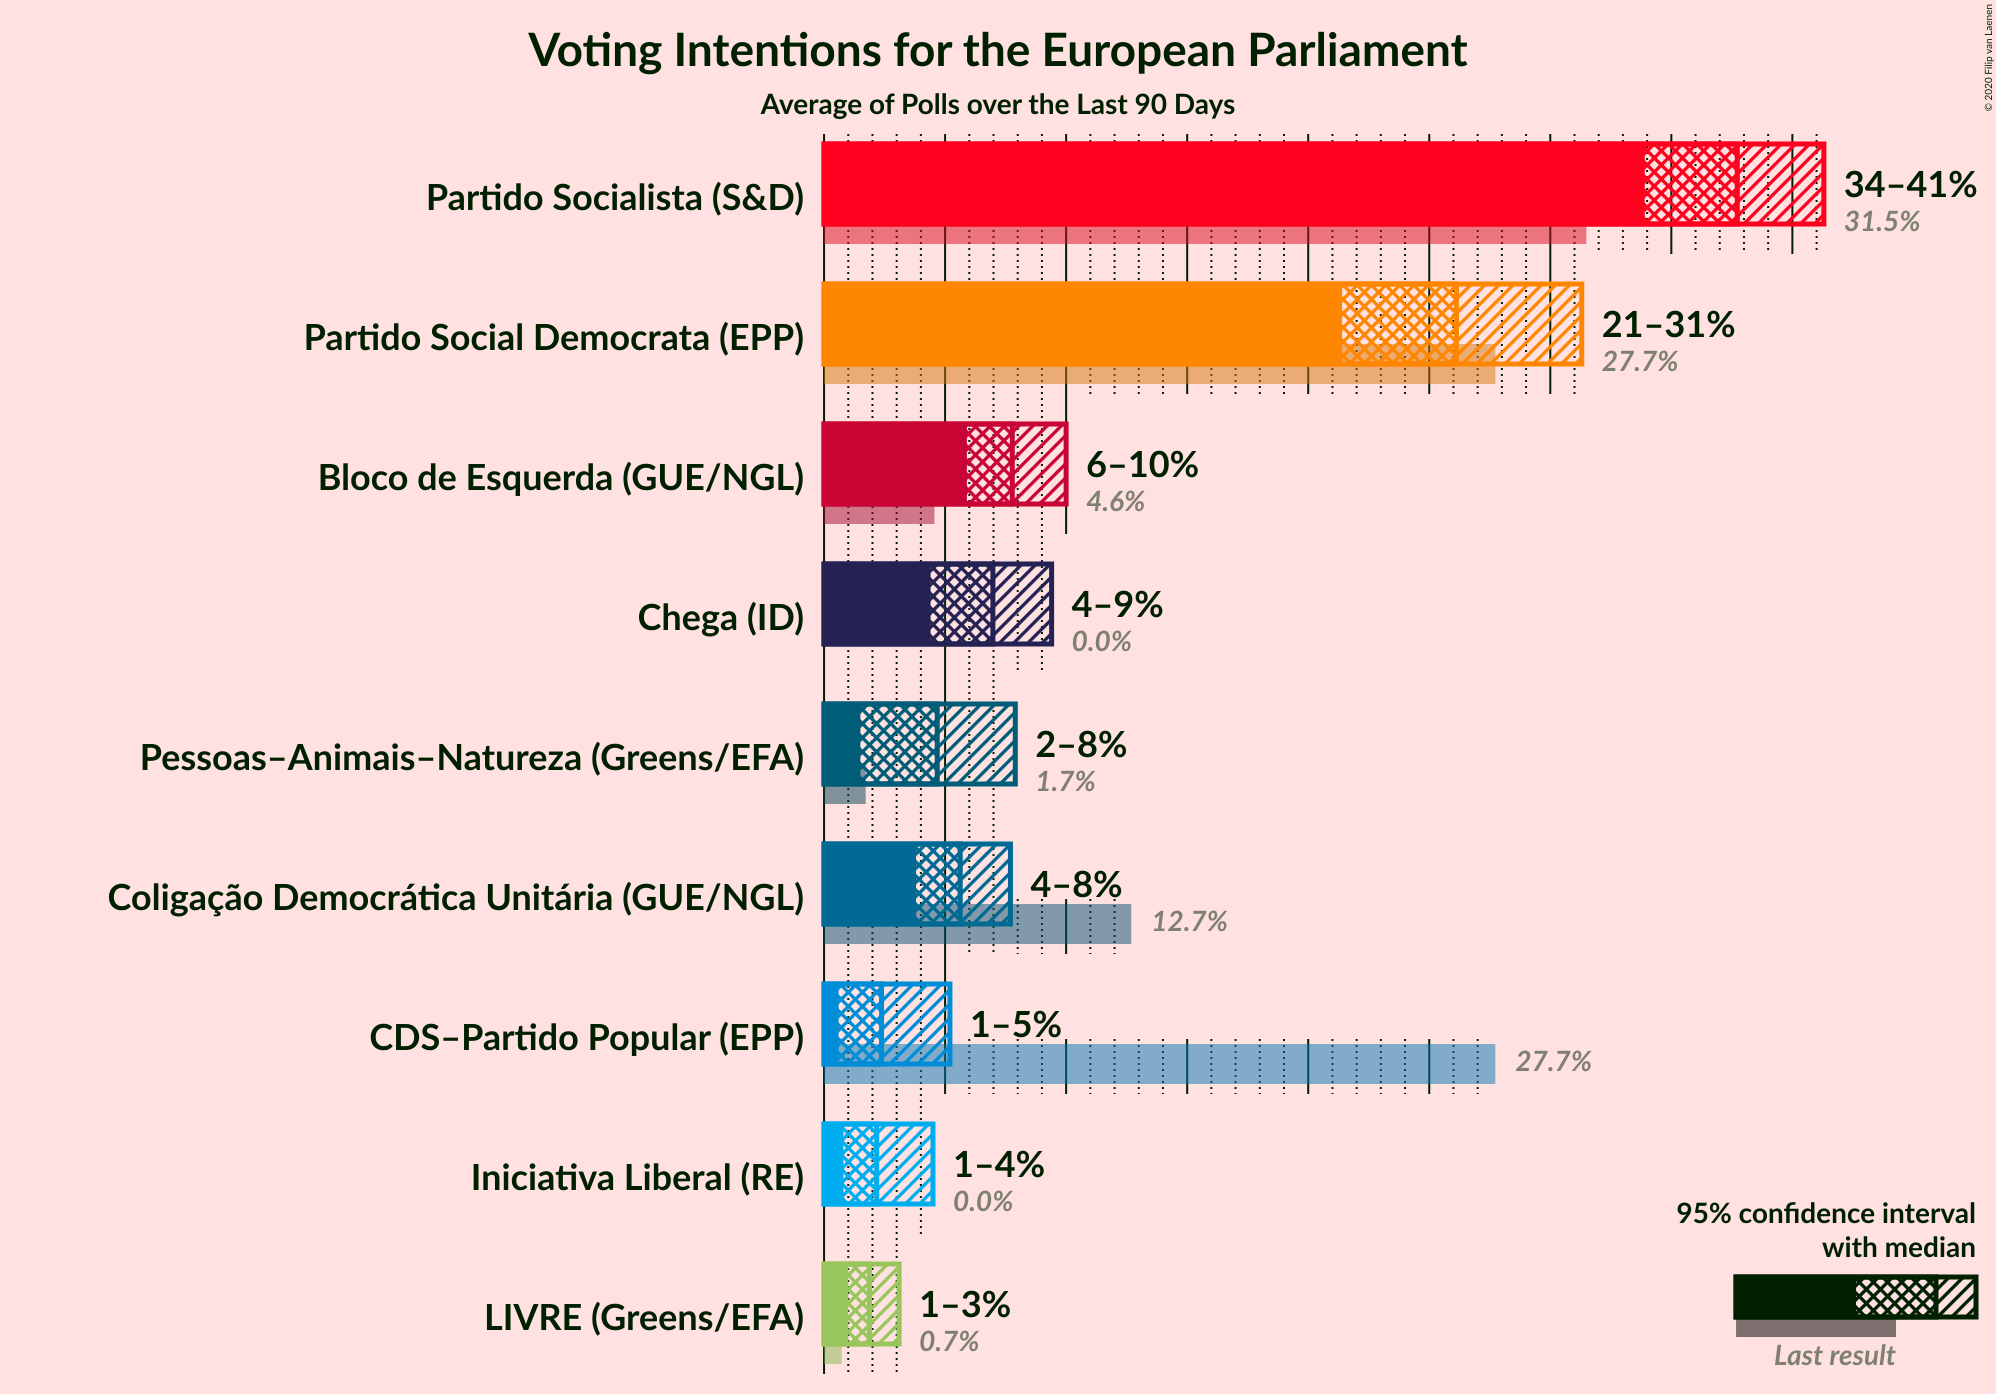 Voting Intentions for the European Parliament
Average of Polls over the Last 90 Days
© 2020 Filip van Laenen
Partido Socialista (S&D)
34–41%
31.5%
Partido Social Democrata (EPP)
21–31%
27.7%
Bloco de Esquerda (GUE/NGL)
6–10%
4.6%
Chega (ID)
4–9%
0.0%
Pessoas–Animais–Natureza (Greens/EFA)
2–8%
1.7%
Coligação Democrática Unitária (GUE/NGL)
4–8%
12.7%
CDS–Partido Popular (EPP)
1–5%
27.7%
Iniciativa Liberal (RE)
1–4%
0.0%
LIVRE (Greens/EFA)
1–3%
0.7%
95% confidence interval
with median
Last result